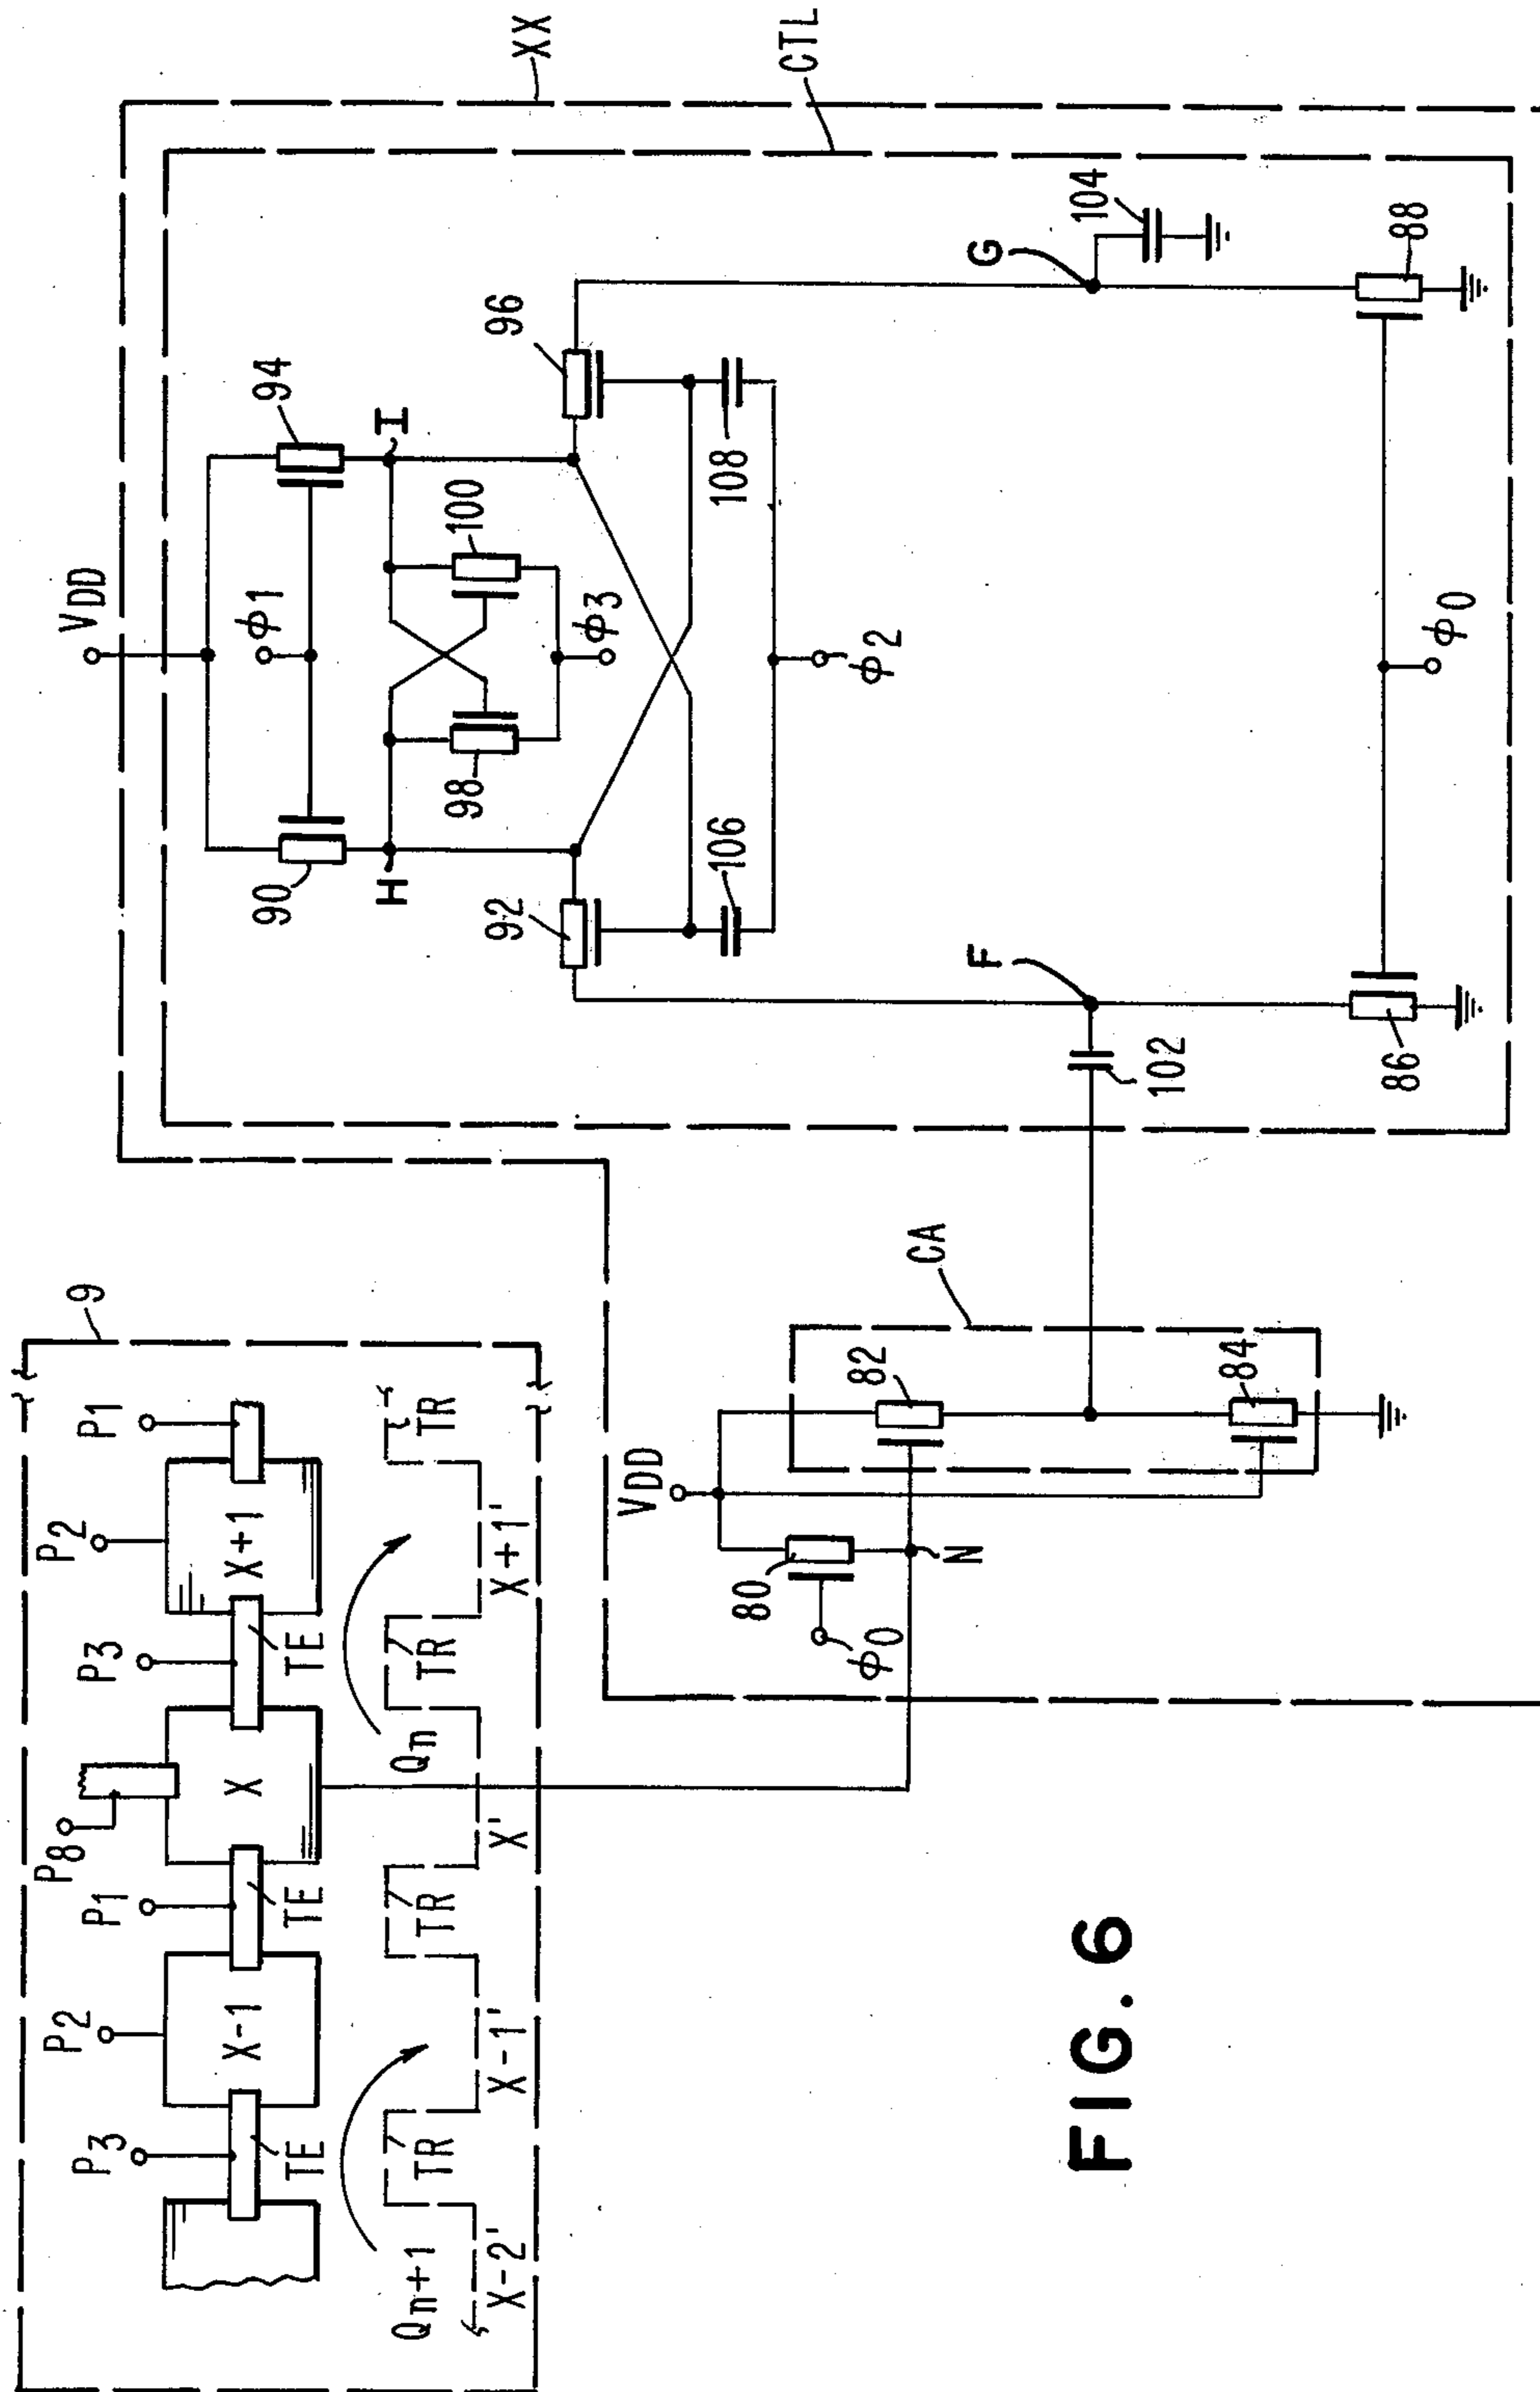 9
P3
P2
P1
P8
P3
P2
P1
X-1
X
X+1
TE
TE
TE
Qn+1
Qn
TR
TR
TR
TR
X-2'
X-1'
X'
X+1'
VDD
XX
CTL
φ1
90
94
H
I
98
100
φ3
92
96
106
108
φ2
F
G
102
104
86
88
φ0
VDD
80
φ0
N
82
CA
84
FIG. 6